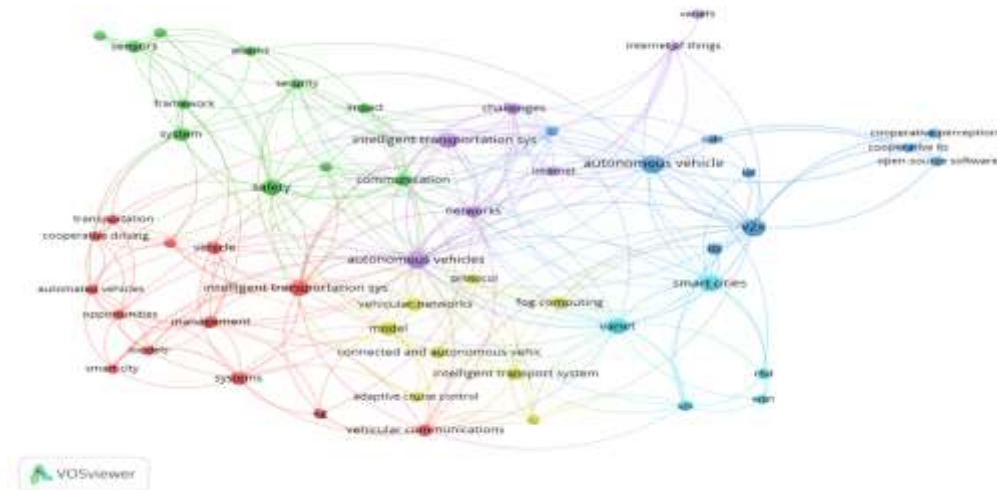 vanets
internet of things
sensors
alarms
security
framework
impact
challenges
system
intelligent transportation sys
cooperative perception
cooperative its
autonomous vehicle
open source software
internet
communication
safety
networks
transportation
v2x
cooperative driving
vehicle
autonomous vehicles
protocol
smart cities
intelligent transportation sys
automated vehicles
vehicular networks
fog computing
opportunities
management
model
vanet
models
connected and autonomous vehic
smart city
intelligent transport system
systems
adaptive cruise control
vehicular communications
VOSviewer